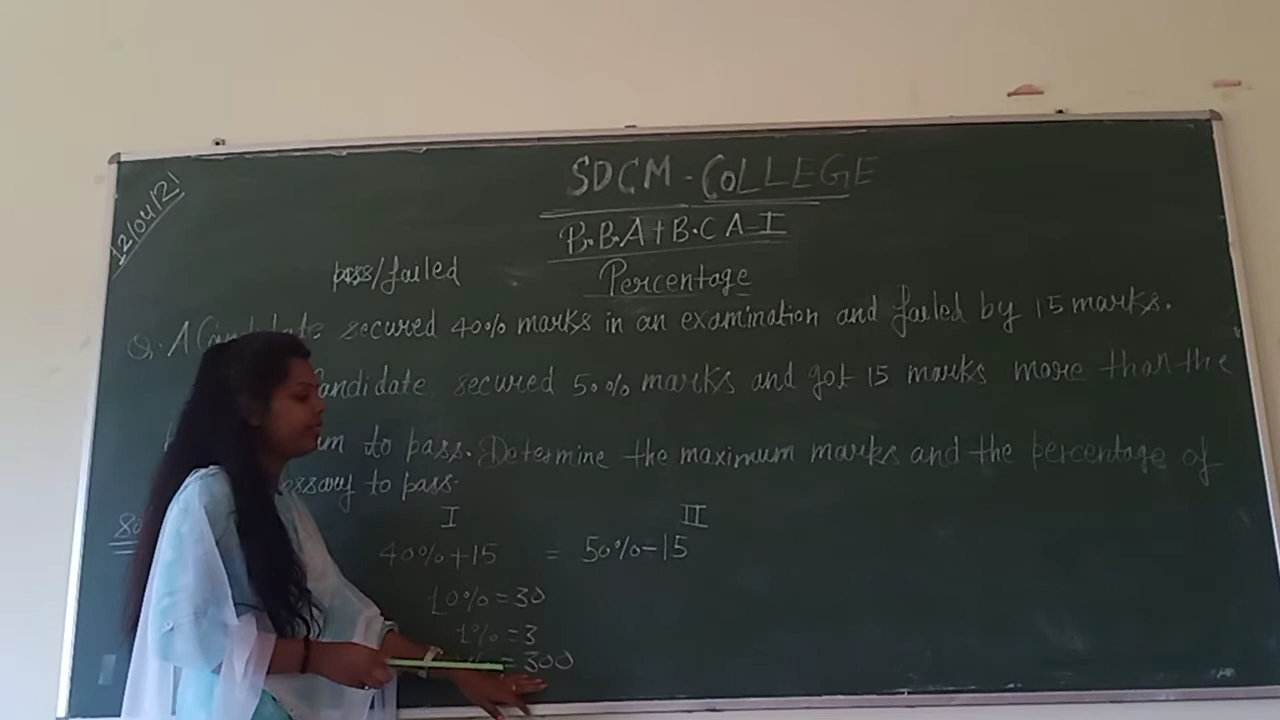 12/04/21
SDCM-COLLEGE
B.B.A+B.C A-I
Percentage
pass/failed
Q. A secured 40% marks in an examination and failed by 15 marks.
Candidate secured 50% marks and got 15 marks more than the
to pass. Determine the maximum marks and the percentage of
to pass.
I II
40%+15 = 50%-15
10%=30
1%=3
=300